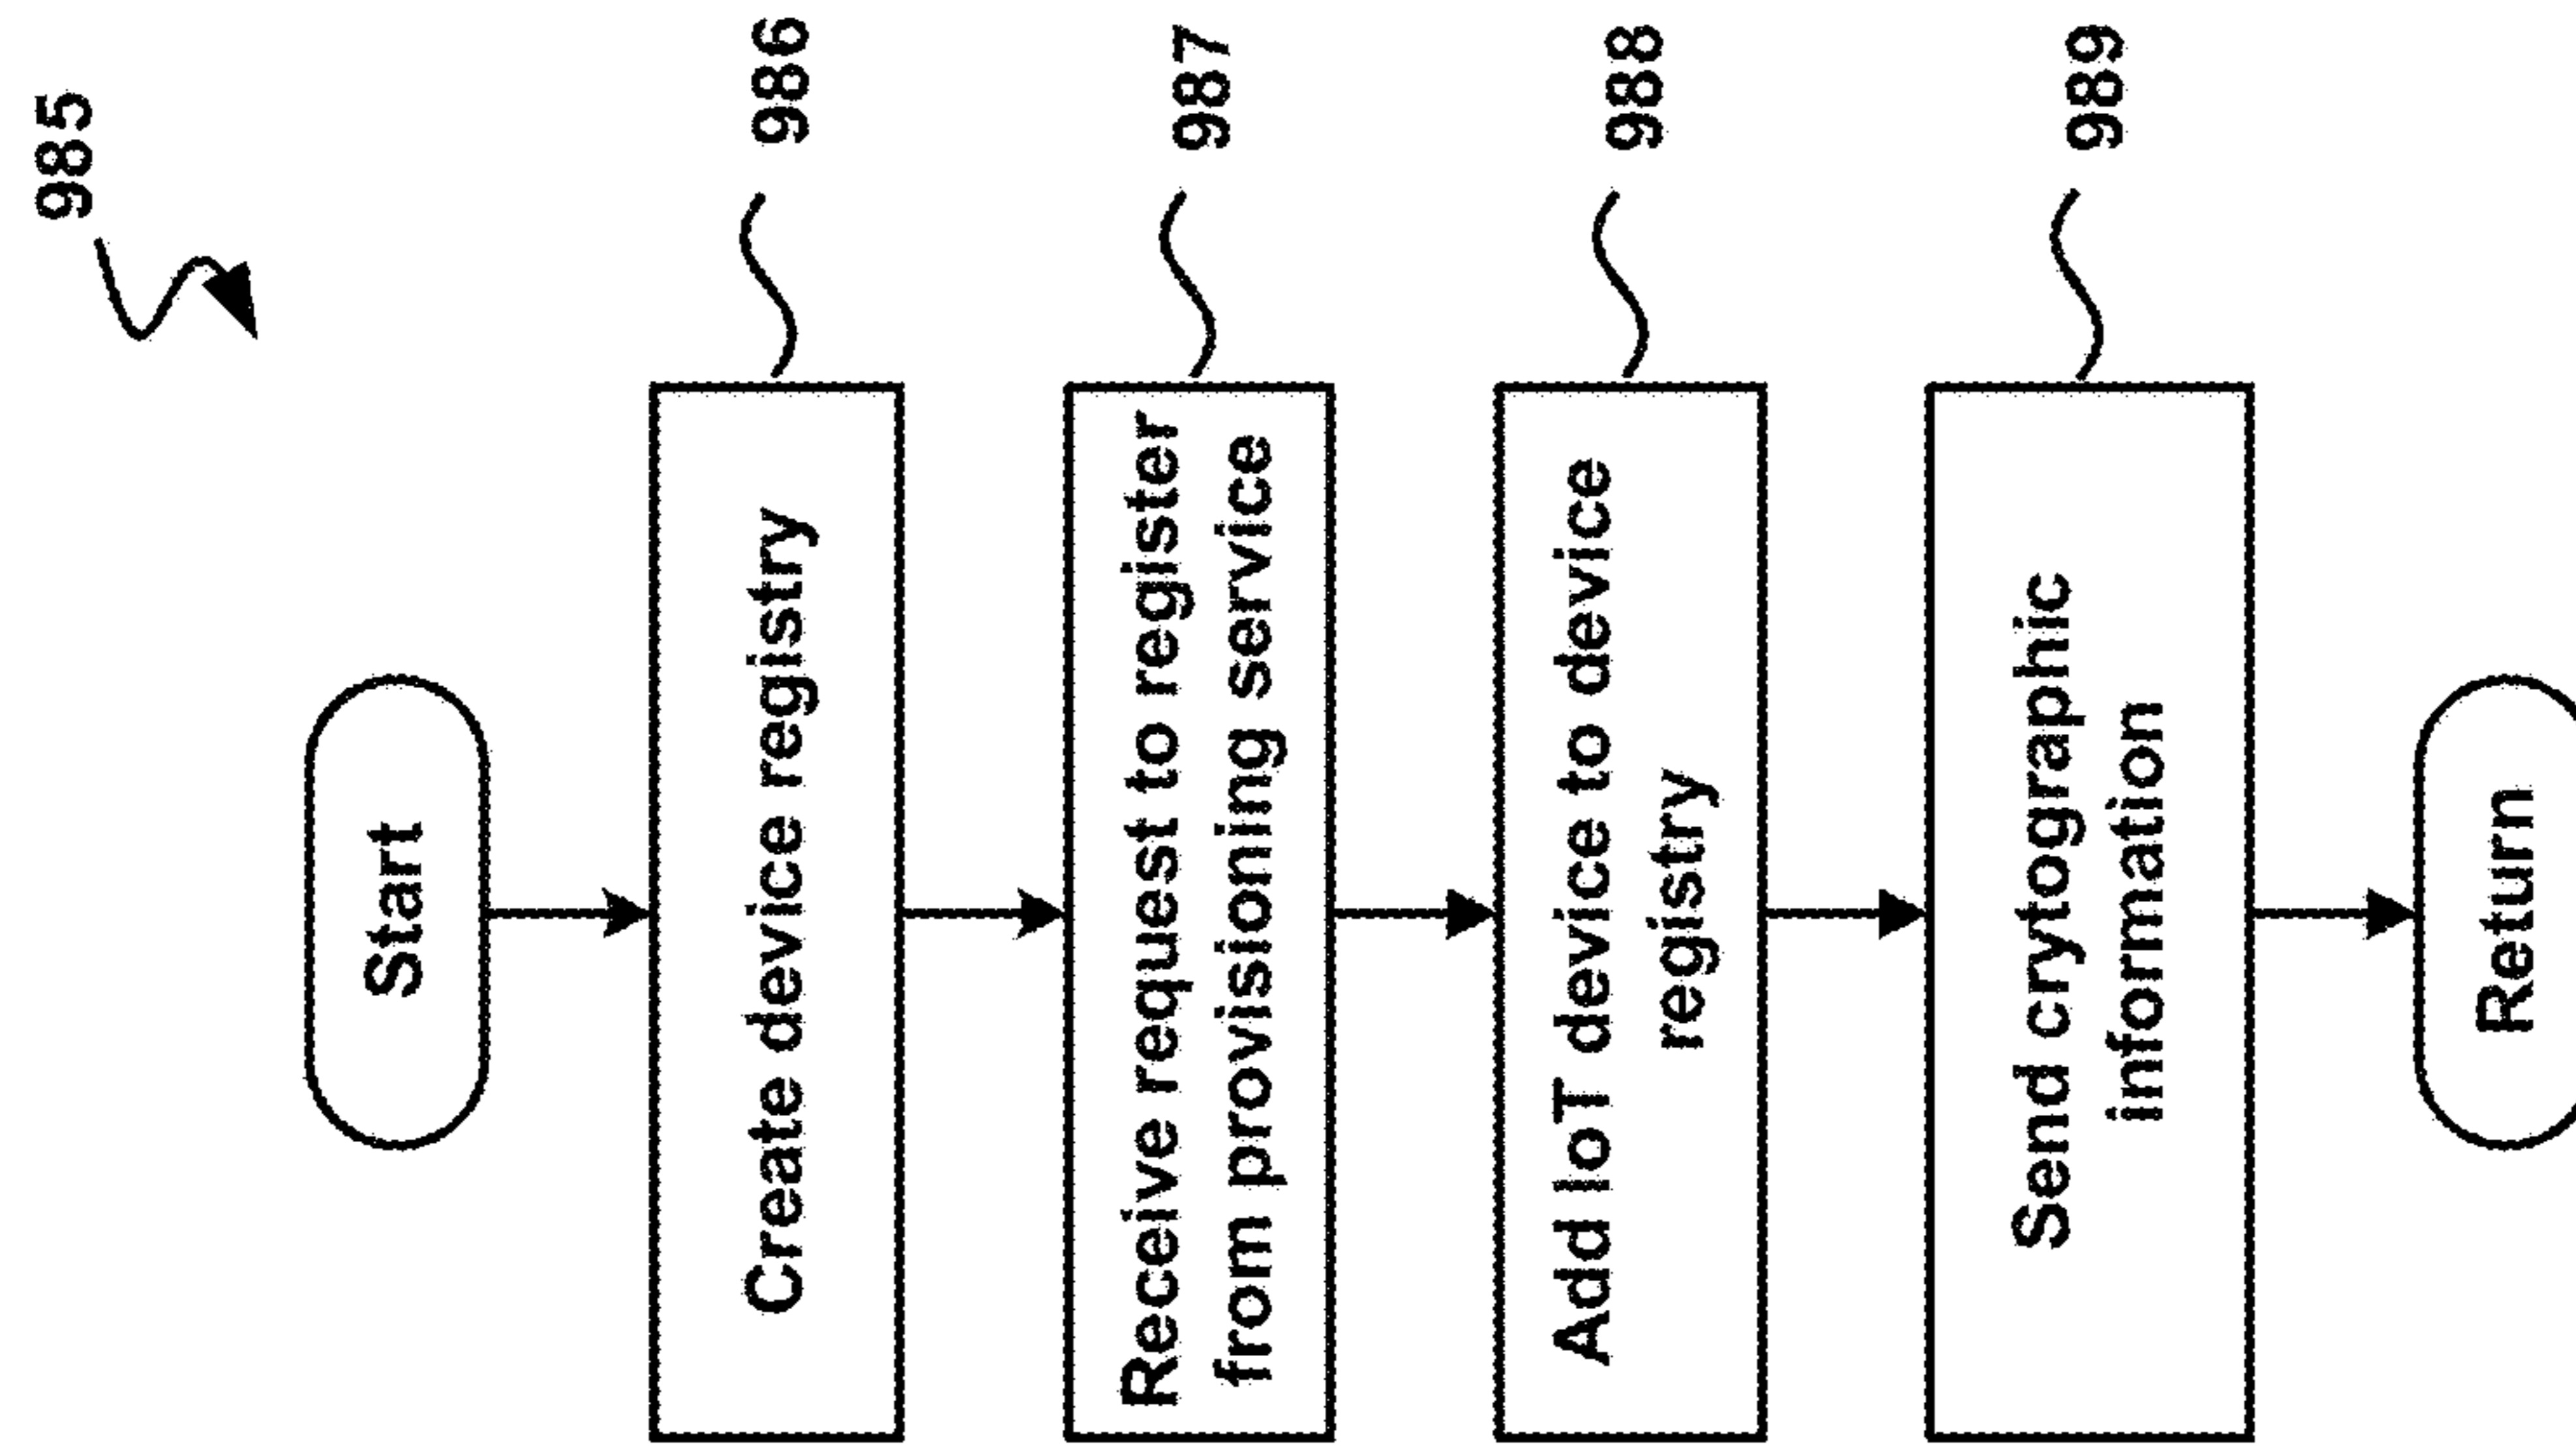 985
Start
Create device registry
986
Receive request to register
from provisioning service
987
Add IoT device to device
registry
988
Send crytographic
information
989
Return